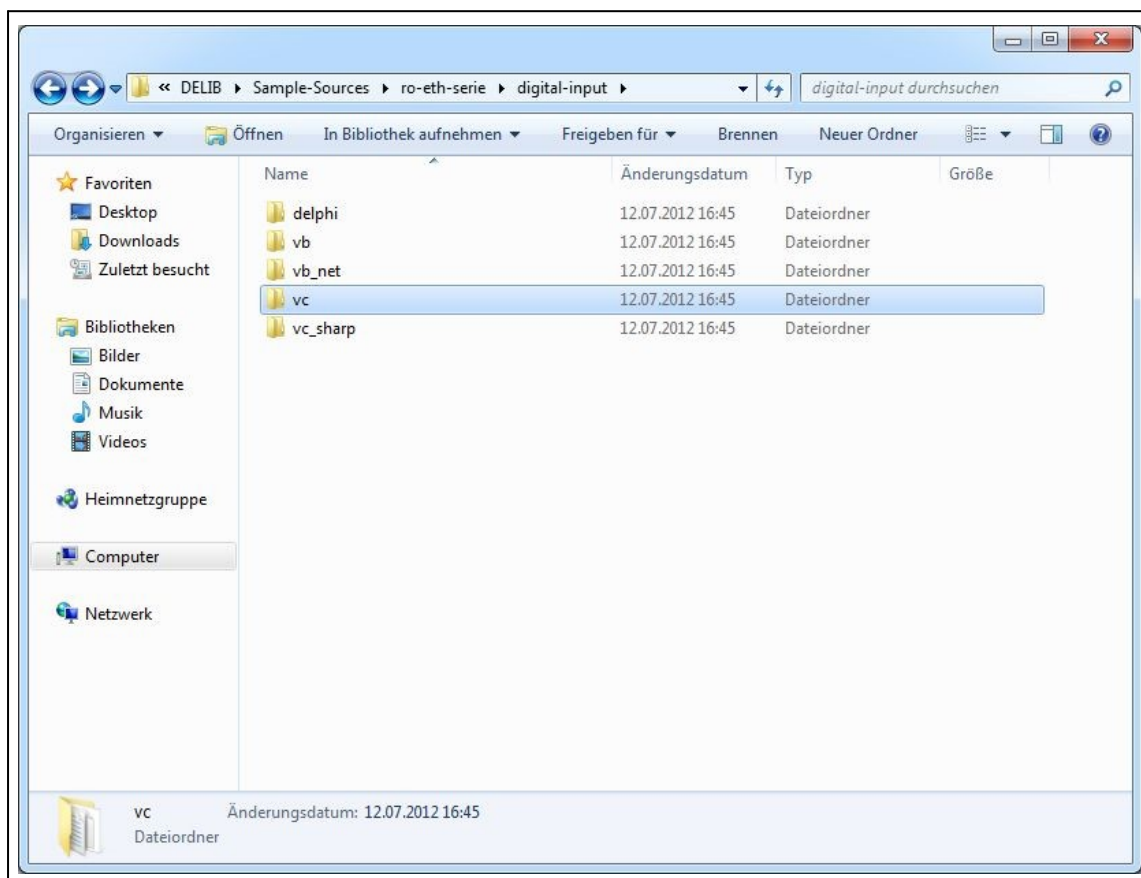 « DELIB ▸ Sample-Sources ▸ ro-eth-serie ▸ digital-input ▸ digital-input durchsuchen
Organisieren ▾ Öffnen In Bibliothek aufnehmen ▾ Freigeben für ▾ Brennen Neuer Ordner
Favoriten
Desktop
Downloads
Zuletzt besucht
Bibliotheken
Bilder
Dokumente
Musik
Videos
Heimnetzgruppe
Computer
Netzwerk
Name Änderungsdatum Typ Größe
delphi 12.07.2012 16:45 Dateiordner
vb 12.07.2012 16:45 Dateiordner
vb_net 12.07.2012 16:45 Dateiordner
vc 12.07.2012 16:45 Dateiordner
vc_sharp 12.07.2012 16:45 Dateiordner
vc Änderungsdatum: 12.07.2012 16:45
Dateiordner